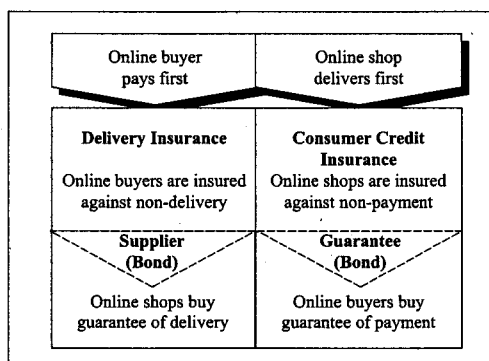 Online buyer
pays first
Online shop
delivers first
Delivery Insurance
Online buyers are insured
against non-delivery
Consumer Credit
Insurance
Online shops are insured
against non-payment
Supplier
(Bond)
Online shops buy
guarantee of delivery
Guarantee
(Bond)
Online buyers buy
guarantee of payment